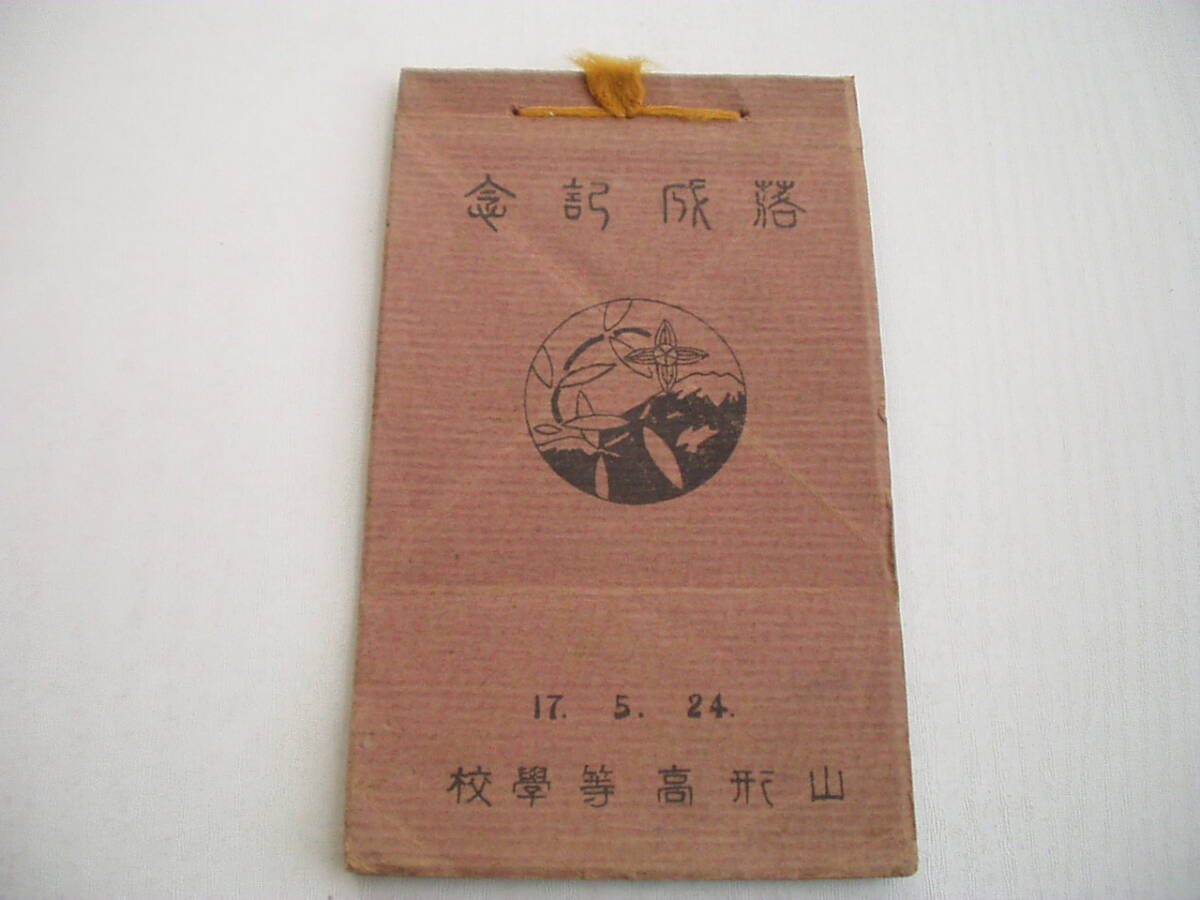 落成記念
17. 5. 24.
山形高等學校